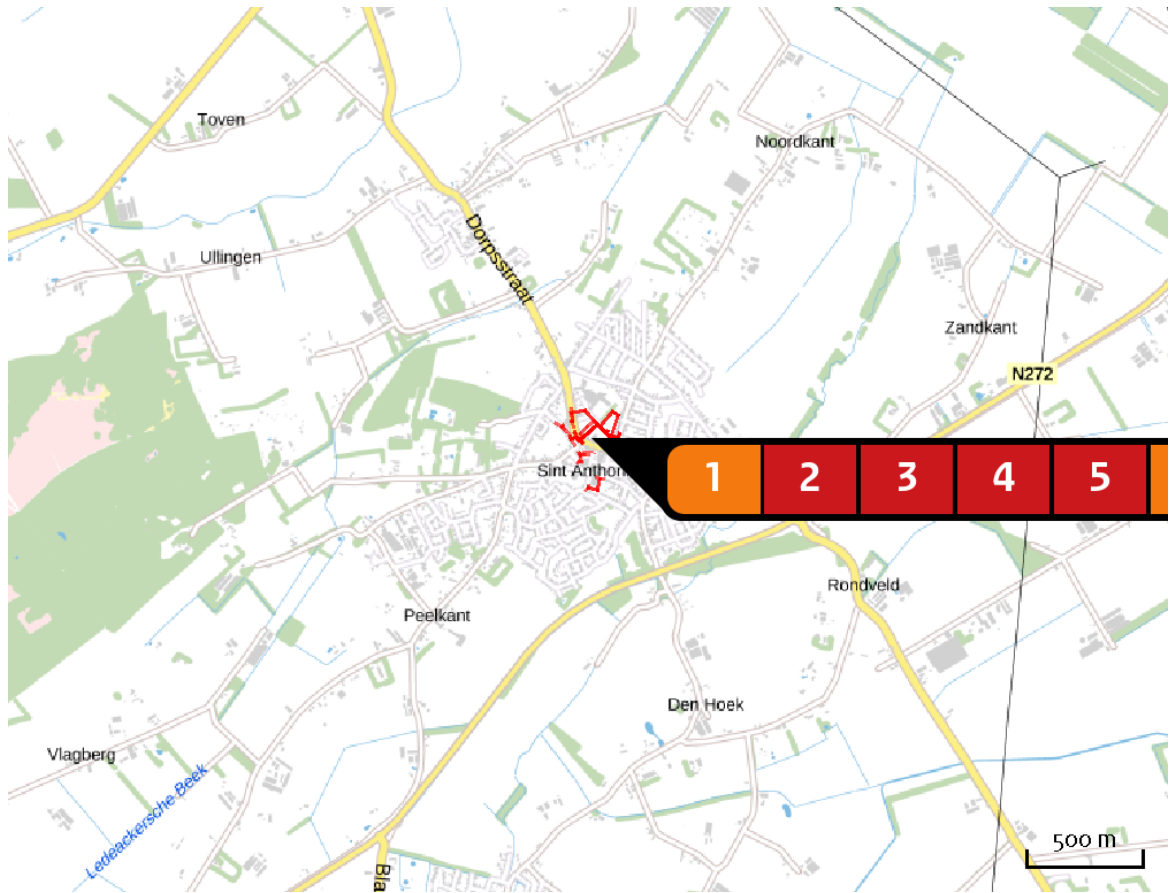 Toven
Noordkant
Dorpsstraat
Ullingen
Zandkant
N272
1 2 3 4 5
Rondveld
Peelkant
Den Hoek
Vlagberg
Ledeackersche Beek
500 m